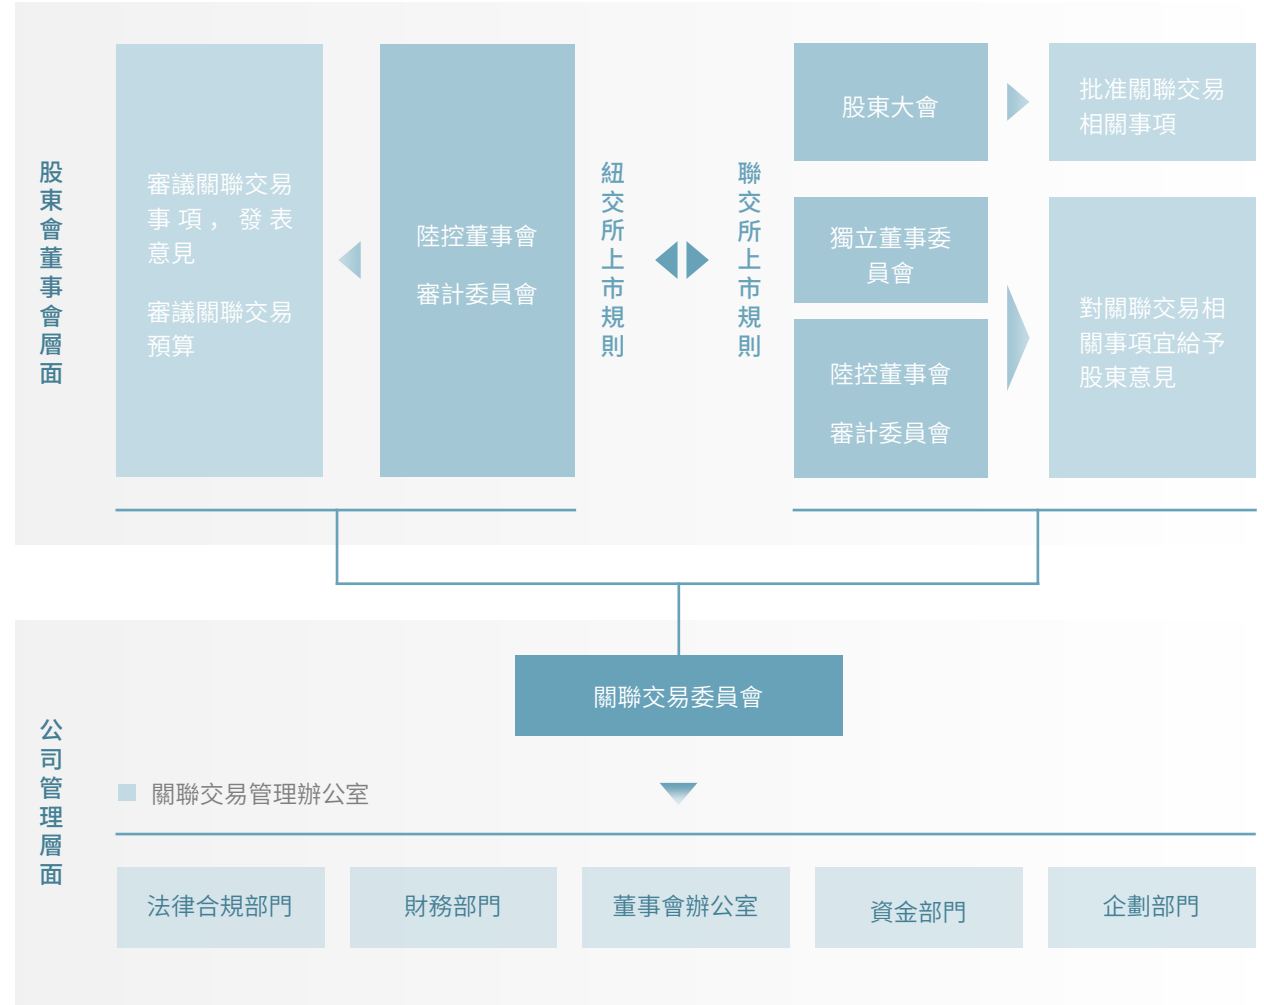 股東會董事會層面
審議關聯交易
事項，發表
意見
審議關聯交易
預算
陸控董事會
審計委員會
紐交所上市規則
聯交所上市規則
股東大會
批准關聯交易
相關事項
獨立董事委
員會
陸控董事會
審計委員會
對關聯交易相
關事項宜給予
股東意見
公司管理層面
關聯交易委員會
關聯交易管理辦公室
法律合規部門
財務部門
董事會辦公室
資金部門
企劃部門